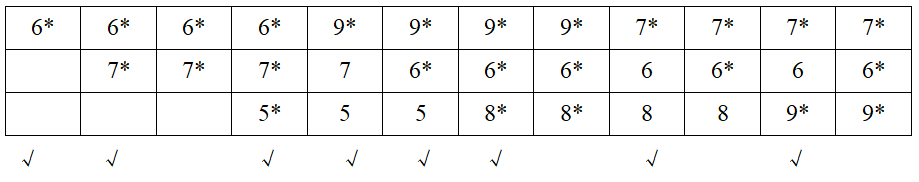 6* 6* 6* 6* 9* 9* 9* 9* 7* 7* 7* 7*
7* 7* 7* 7 6* 6* 6* 6 6* 6 6*
5* 5 5 8* 8* 8 8 9* 9*
√ √ √ √ √ √ √ √